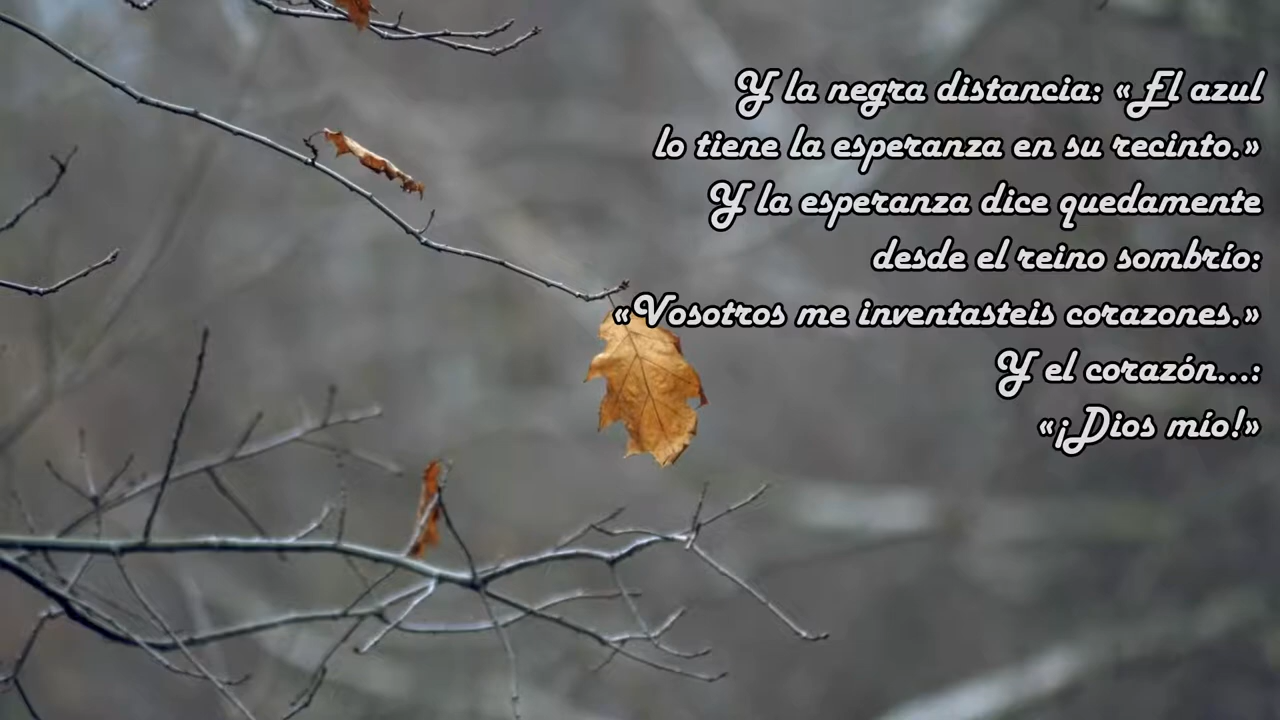 Y la negra distancia: «El azul
lo tiene la esperanza en su recinto.»
Y la esperanza dice quedamente
desde el reino sombrío:
«Vosotros me inventasteis corazones.»
Y el corazón...:
«¡Dios mío!»